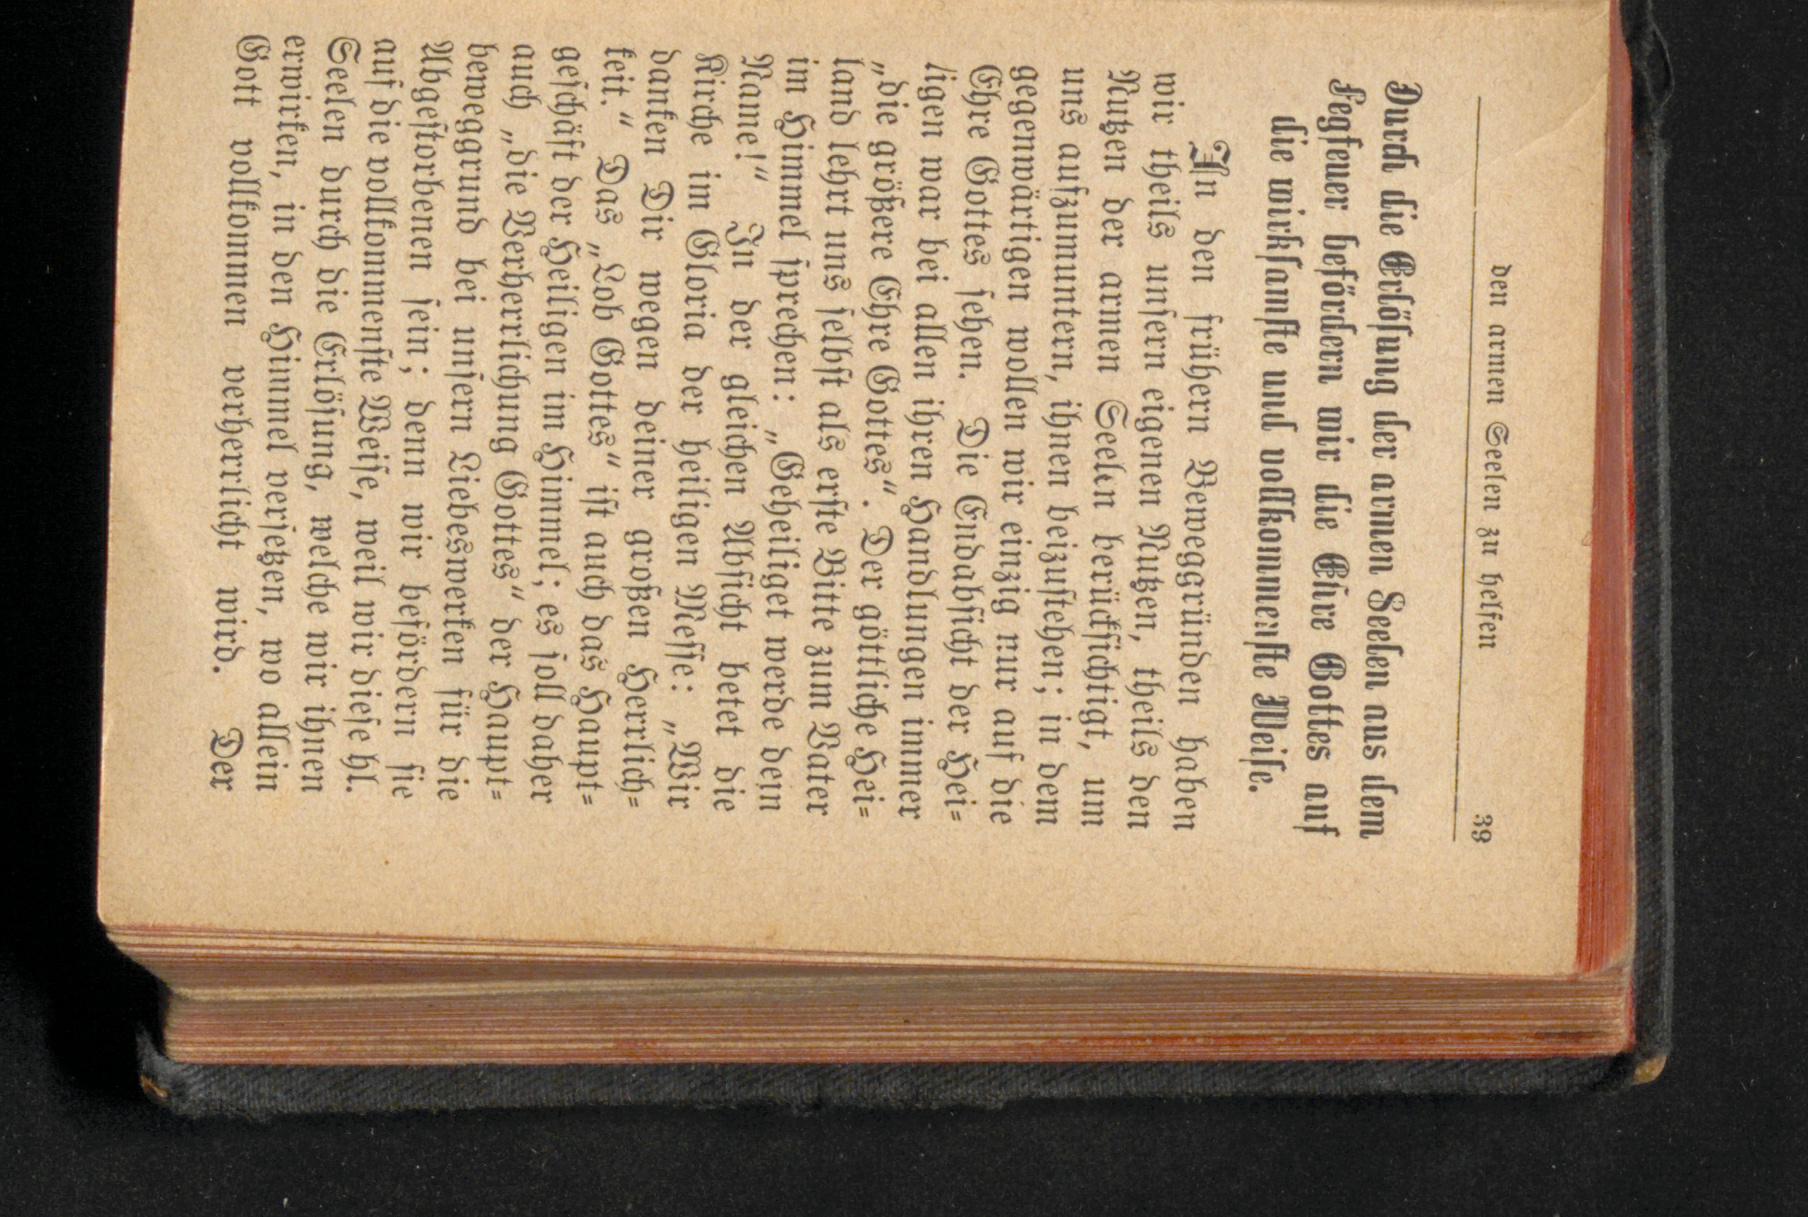 den armen Seelen zu helfen 39
Durch die Erlösung der armen Seelen aus dem
Fegfeuer befördern wir die Ehre Gottes auf
die wirksamste und vollkommenste Weise.
In den frühern Beweggründen haben
wir theils unsern eigenen Nutzen, theils den
Nutzen der armen Seelen berücksichtigt, um
uns aufzumuntern, ihnen beizustehen; in dem
gegenwärtigen wollen wir einzig nur auf die
Ehre Gottes sehen. Die Endabsicht der Hei-
ligen war bei allen ihren Handlungen immer
„die größere Ehre Gottes“. Der göttliche Hei-
land lehrt uns selbst als erste Bitte zum Vater
im Himmel sprechen: „Geheiliget werde dein
Name!“ In der gleichen Absicht betet die
Kirche im Gloria der heiligen Messe: „Wir
danken Dir wegen deiner großen Herrlich-
keit.“ Das „Lob Gottes“ ist auch das Haupt-
geschäft der Heiligen im Himmel; es soll daher
auch „die Verherrlichung Gottes“ der Haupt-
beweggrund bei unsern Liebeswerken für die
Abgestorbenen sein; denn wir befördern sie
auf die vollkommenste Weise, weil wir diese hl.
Seelen durch die Erlösung, welche wir ihnen
erwirken, in den Himmel versetzen, wo allein
Gott vollkommen verherrlicht wird. Der